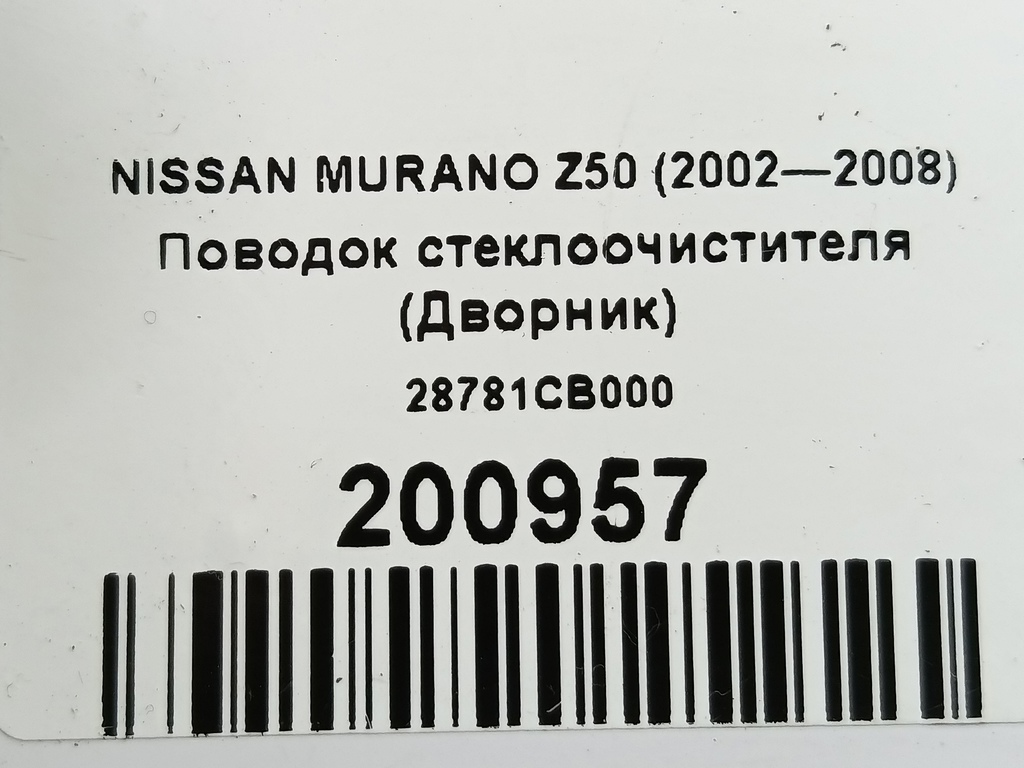 NISSAN MURANO Z50 (2002—2008)
Поводок стеклоочистителя
(Дворник)
28781CB000
200957